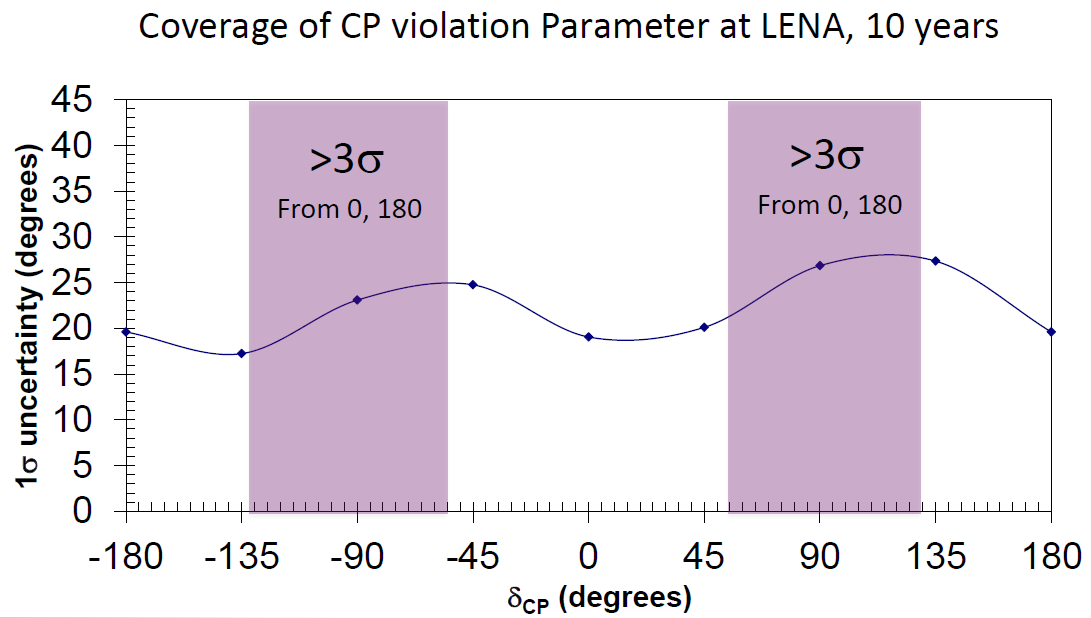 Coverage of CP violation Parameter at LENA, 10 years
45
40
35
30
25
20
15
10
5
0
1σ uncertainty (degrees)
>3σ
From 0, 180
>3σ
From 0, 180
-180 -135 -90 -45 0 45 90 135 180
δCP (degrees)